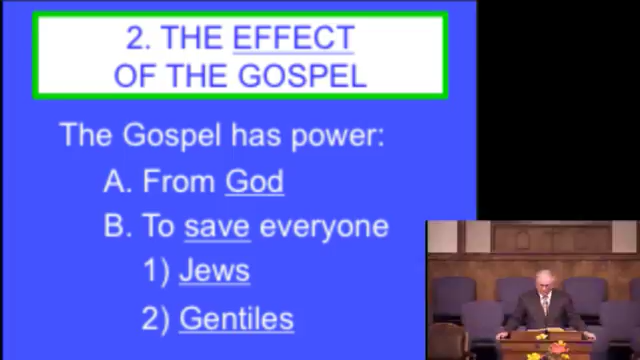 2. THE EFFECT
OF THE GOSPEL
The Gospel has power:
A. From God
B. To save everyone
1) Jews
2) Gentiles